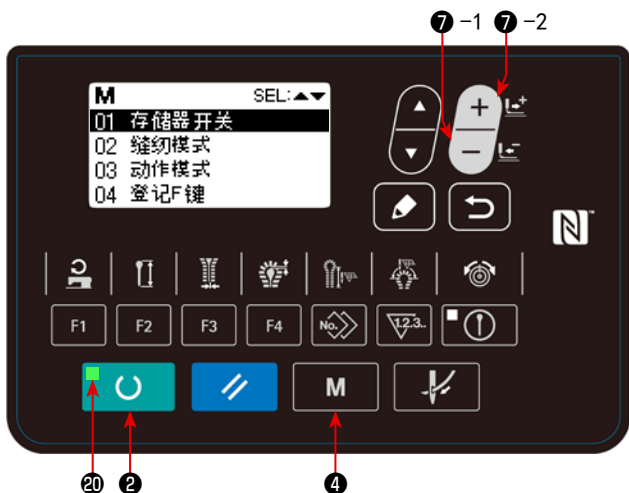 ❼ −1 ❼ −2
M SEL:▲▼
01 存储器开关
02 缝纫模式
03 动作模式
04 登记F键
+
−
N
No.
1.2.3..
F1 F2 F3 F4
M
⓴ ❷ ❹